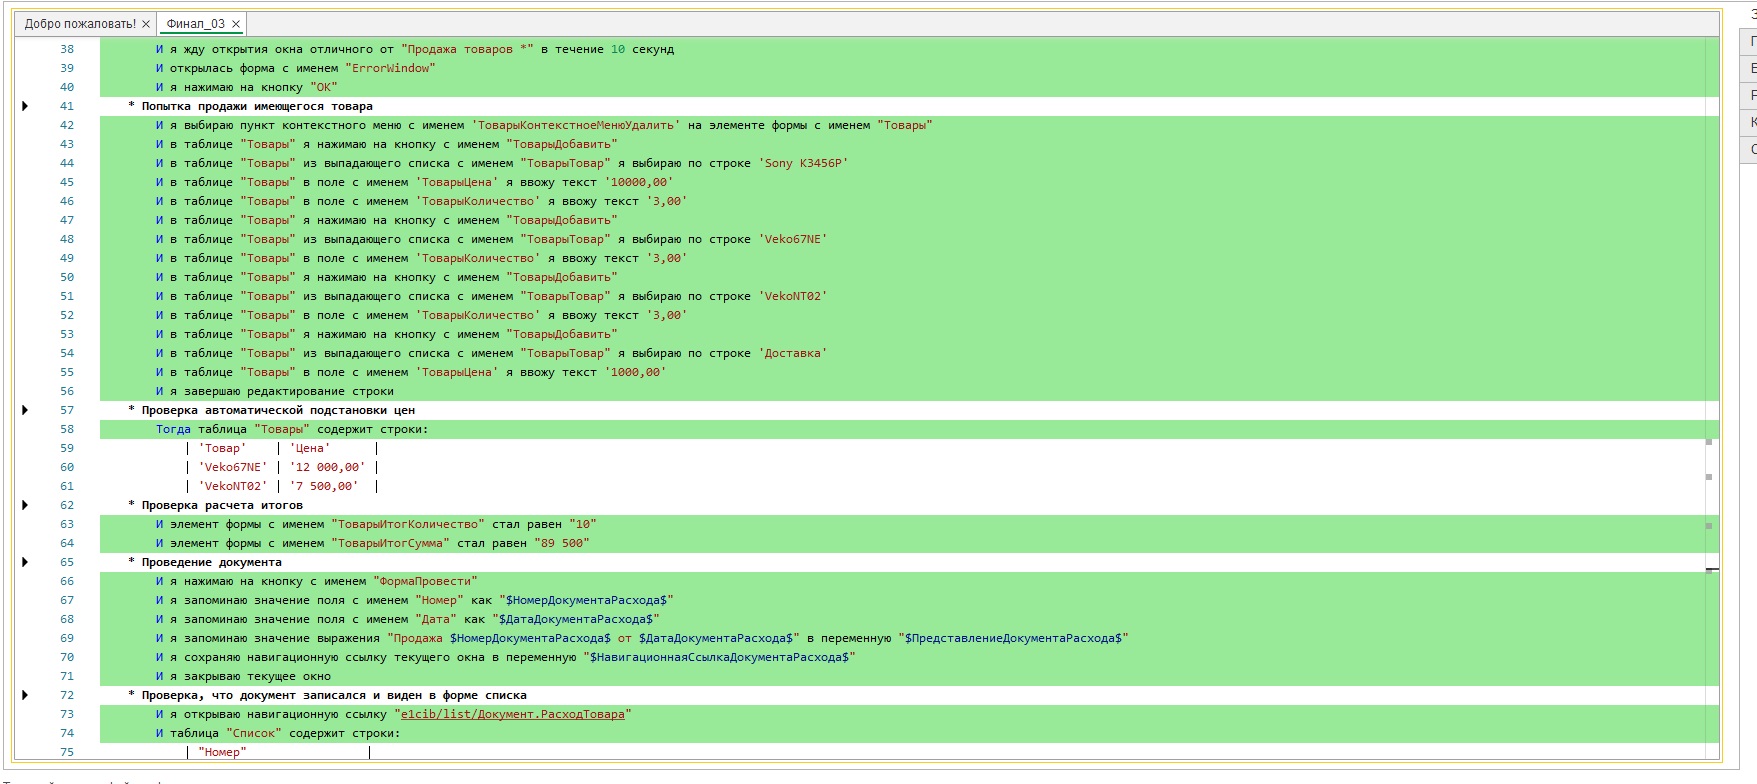 Добро пожаловать! × Финал_03 ×
38 И я жду открытия окна отличного от "Продажа товаров *" в течение 10 секунд
39 И открылась форма с именем "ErrorWindow"
40 И я нажимаю на кнопку "OK"
41 * Попытка продажи имеющегося товара
42 И я выбираю пункт контекстного меню с именем 'ТоварыКонтекстноеМенюУдалить' на элементе формы с именем "Товары"
43 И в таблице "Товары" я нажимаю на кнопку с именем "ТоварыДобавить"
44 И в таблице "Товары" из выпадающего списка с именем "ТоварыТовар" я выбираю по строке 'Sony К3456P'
45 И в таблице "Товары" в поле с именем 'ТоварыЦена' я ввожу текст '10000,00'
46 И в таблице "Товары" в поле с именем 'ТоварыКоличество' я ввожу текст '3,00'
47 И в таблице "Товары" я нажимаю на кнопку с именем "ТоварыДобавить"
48 И в таблице "Товары" из выпадающего списка с именем "ТоварыТовар" я выбираю по строке 'Veko67NE'
49 И в таблице "Товары" в поле с именем 'ТоварыКоличество' я ввожу текст '3,00'
50 И в таблице "Товары" я нажимаю на кнопку с именем "ТоварыДобавить"
51 И в таблице "Товары" из выпадающего списка с именем "ТоварыТовар" я выбираю по строке 'VekoNT02'
52 И в таблице "Товары" в поле с именем 'ТоварыКоличество' я ввожу текст '3,00'
53 И в таблице "Товары" я нажимаю на кнопку с именем "ТоварыДобавить"
54 И в таблице "Товары" из выпадающего списка с именем "ТоварыТовар" я выбираю по строке 'Доставка'
55 И в таблице "Товары" в поле с именем 'ТоварыЦена' я ввожу текст '1000,00'
56 И я завершаю редактирование строки
57 * Проверка автоматической подстановки цен
58 Тогда таблица "Товары" содержит строки:
59 | 'Товар' | 'Цена' |
60 | 'Veko67NE' | '12 000,00' |
61 | 'VekoNT02' | '7 500,00' |
62 * Проверка расчета итогов
63 И элемент формы с именем "ТоварыИтогКоличество" стал равен "10"
64 И элемент формы с именем "ТоварыИтогСумма" стал равен "89 500"
65 * Проведение документа
66 И я нажимаю на кнопку с именем "ФормаПровести"
67 И я запоминаю значение поля с именем "Номер" как "$НомерДокументаРасхода$"
68 И я запоминаю значение поля с именем "Дата" как "$ДатаДокументаРасхода$"
69 И я запоминаю значение выражения "Продажа $НомерДокументаРасхода$ от $ДатаДокументаРасхода$" в переменную "$ПредставлениеДокументаРасхода$"
70 И я сохраняю навигационную ссылку текущего окна в переменную "$НавигационнаяСсылкаДокументаРасхода$"
71 И я закрываю текущее окно
72 * Проверка, что документ записался и виден в форме списка
73 И я открываю навигационную ссылку "e1cib/list/Документ.РасходТовара"
74 И таблица "Список" содержит строки:
75 | "Номер" |